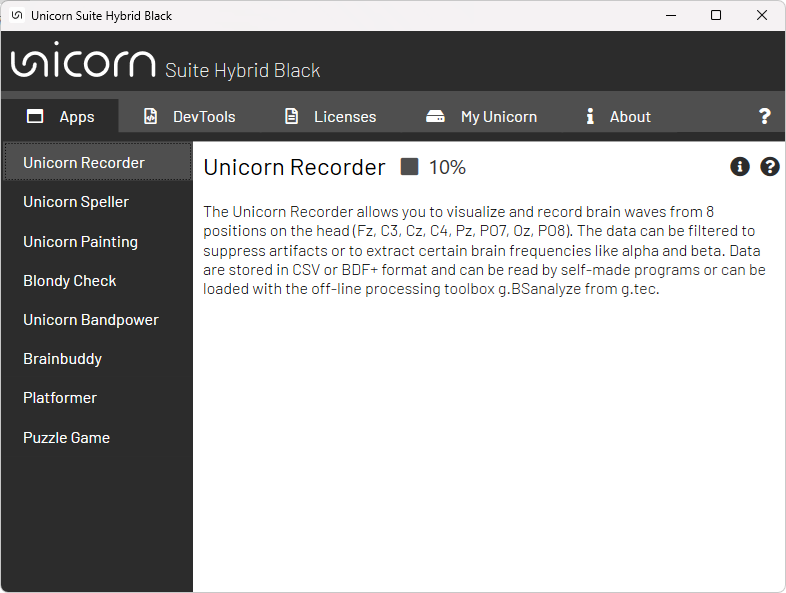 Unicorn Suite Hybrid Black
unicorn Suite Hybrid Black
Apps DevTools Licenses My Unicorn About ?
Unicorn Recorder
Unicorn Speller
Unicorn Painting
Blondy Check
Unicorn Bandpower
Brainbuddy
Platformer
Puzzle Game
Unicorn Recorder 10%
The Unicorn Recorder allows you to visualize and record brain waves from 8
positions on the head (Fz, C3, Cz, C4, Pz, PO7, Oz, PO8). The data can be filtered to
suppress artifacts or to extract certain brain frequencies like alpha and beta. Data
are stored in CSV or BDF+ format and can be read by self-made programs or can be
loaded with the off-line processing toolbox g.BSanalyze from g.tec.